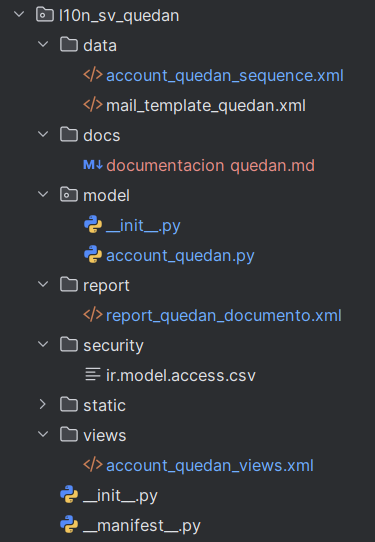 l10n_sv_quedan
data
account_quedan_sequence.xml
mail_template_quedan.xml
docs
M↓ documentacion quedan.md
model
__init__.py
account_quedan.py
report
report_quedan_documento.xml
security
ir.model.access.csv
static
views
account_quedan_views.xml
__init__.py
__manifest__.py